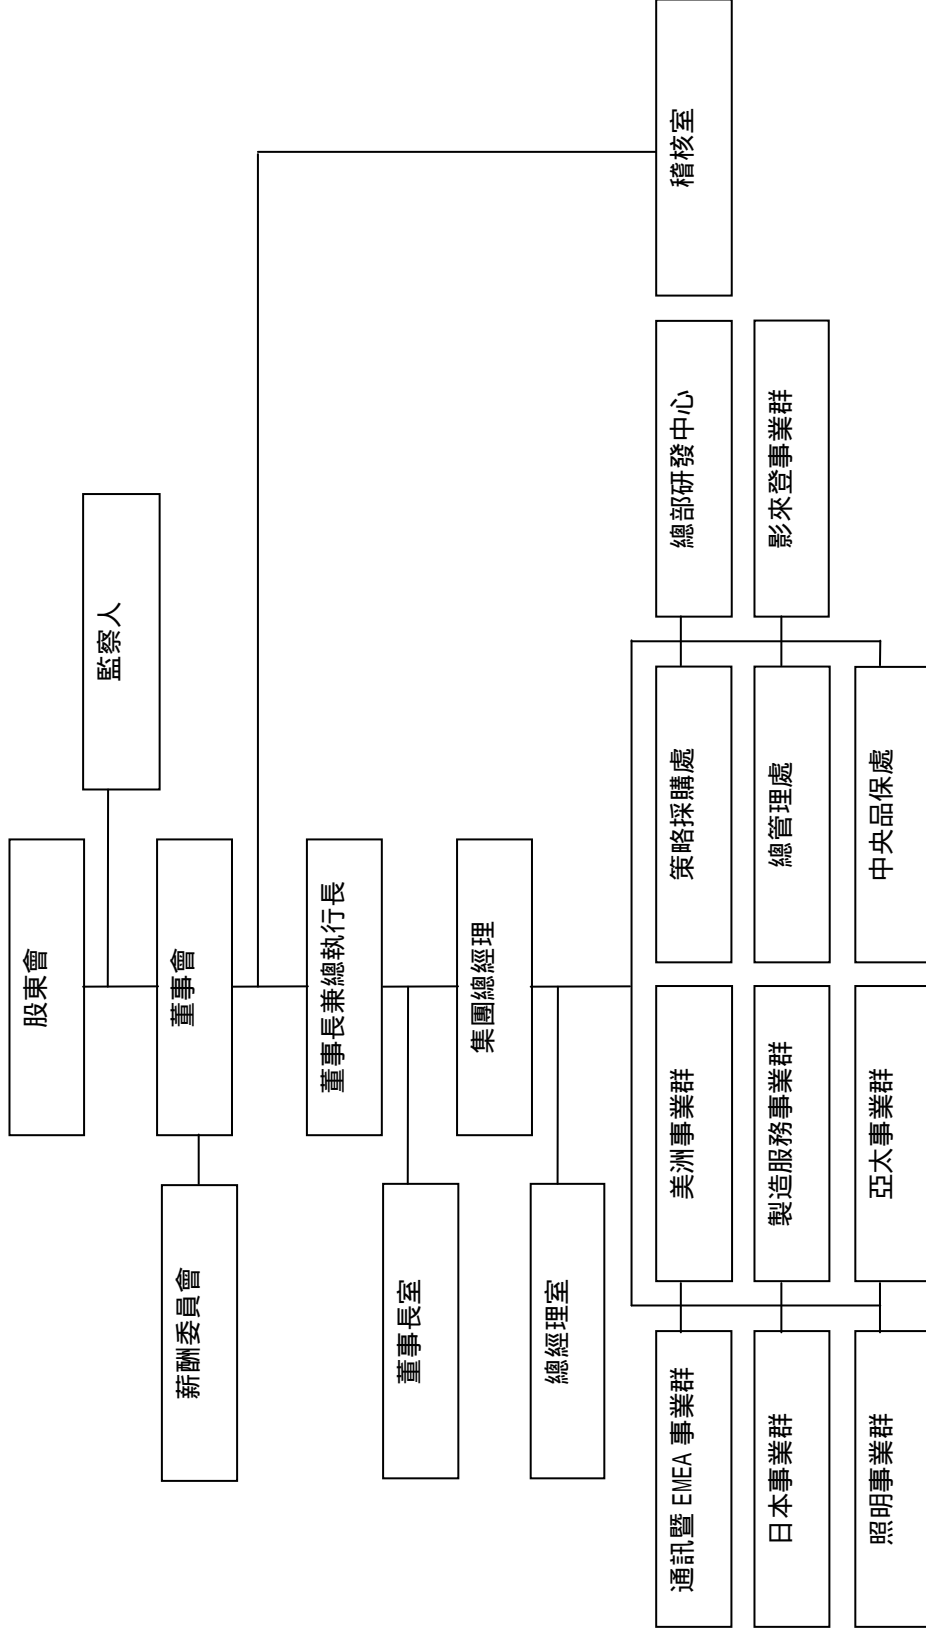 股東會
監察人
董事會
薪酬委員會
董事長兼總執行長
董事長室
集團總經理
總經理室
通訊暨 EMEA 事業群
美洲事業群
策略採購處
總部研發中心
稽核室
日本事業群
製造服務事業群
總管理處
影來登事業群
照明事業群
亞太事業群
中央品保處